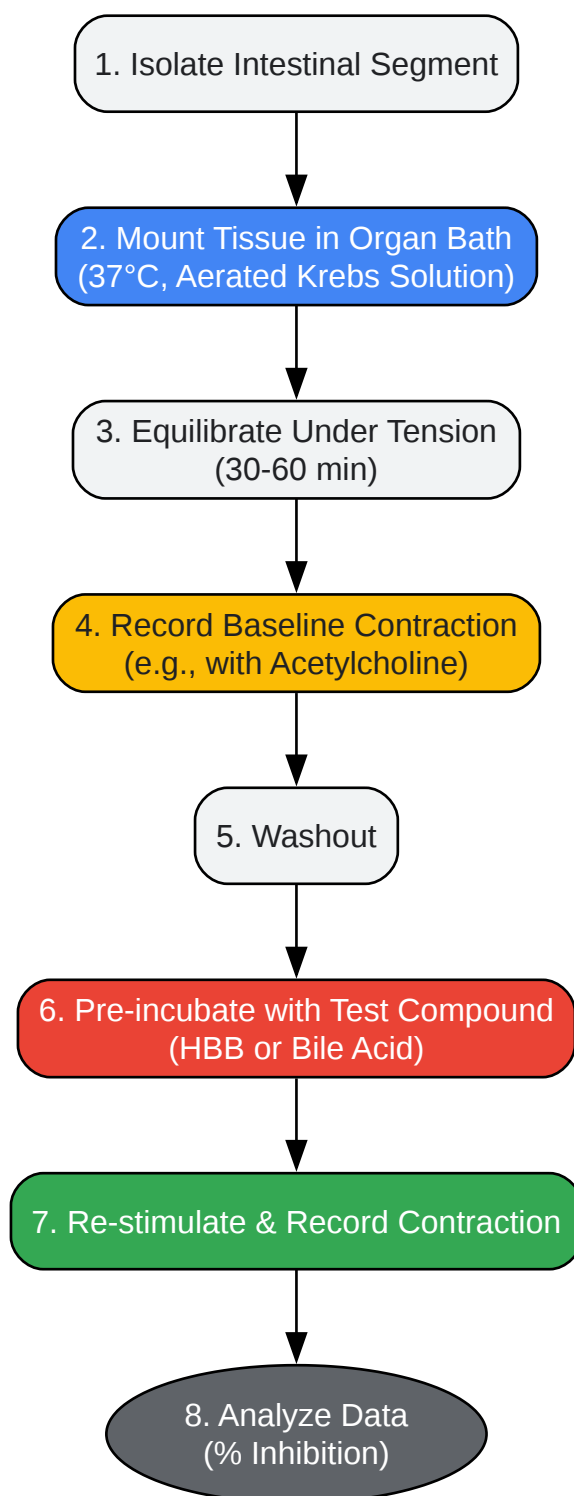 1. Isolate Intestinal Segment
2. Mount Tissue in Organ Bath
(37°C, Aerated Krebs Solution)
3. Equilibrate Under Tension
(30-60 min)
4. Record Baseline Contraction
(e.g., with Acetylcholine)
5. Washout
6. Pre-incubate with Test Compound
(HBB or Bile Acid)
7. Re-stimulate & Record Contraction
8. Analyze Data
(% Inhibition)